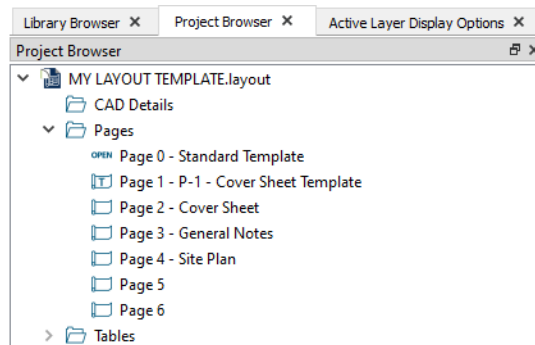 Library Browser Project Browser Active Layer Display Options
Project Browser
MY LAYOUT TEMPLATE.layout
CAD Details
Pages
OPEN Page 0 - Standard Template
T Page 1 - P-1 - Cover Sheet Template
Page 2 - Cover Sheet
Page 3 - General Notes
Page 4 - Site Plan
Page 5
Page 6
Tables